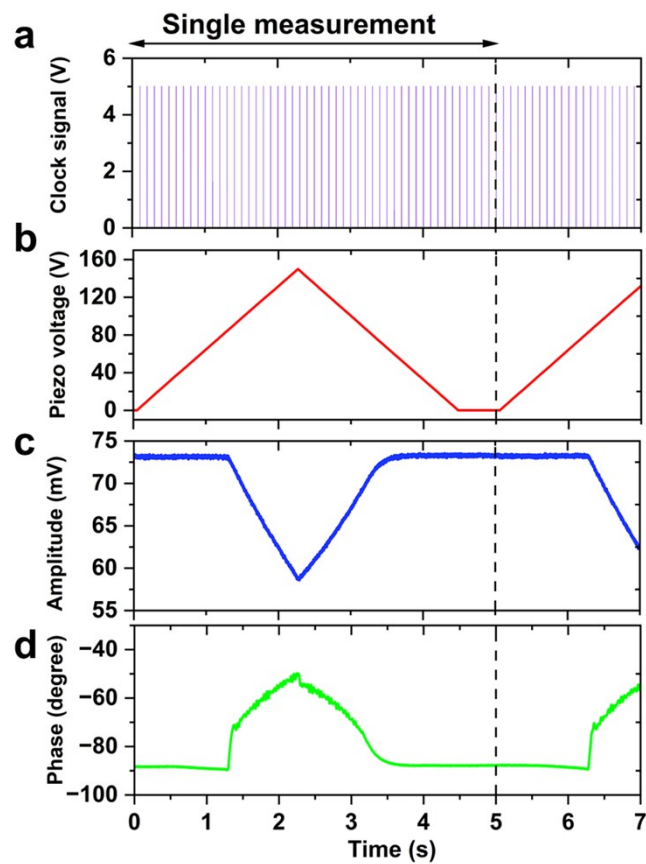 Single measurement
a
6
4
2
0
Clock signal (V)
b
160
120
80
40
0
Piezo voltage (V)
c
75
70
65
60
55
Amplitude (mV)
d
−40
−60
−80
−100
Phase (degree)
0 1 2 3 4 5 6 7
Time (s)